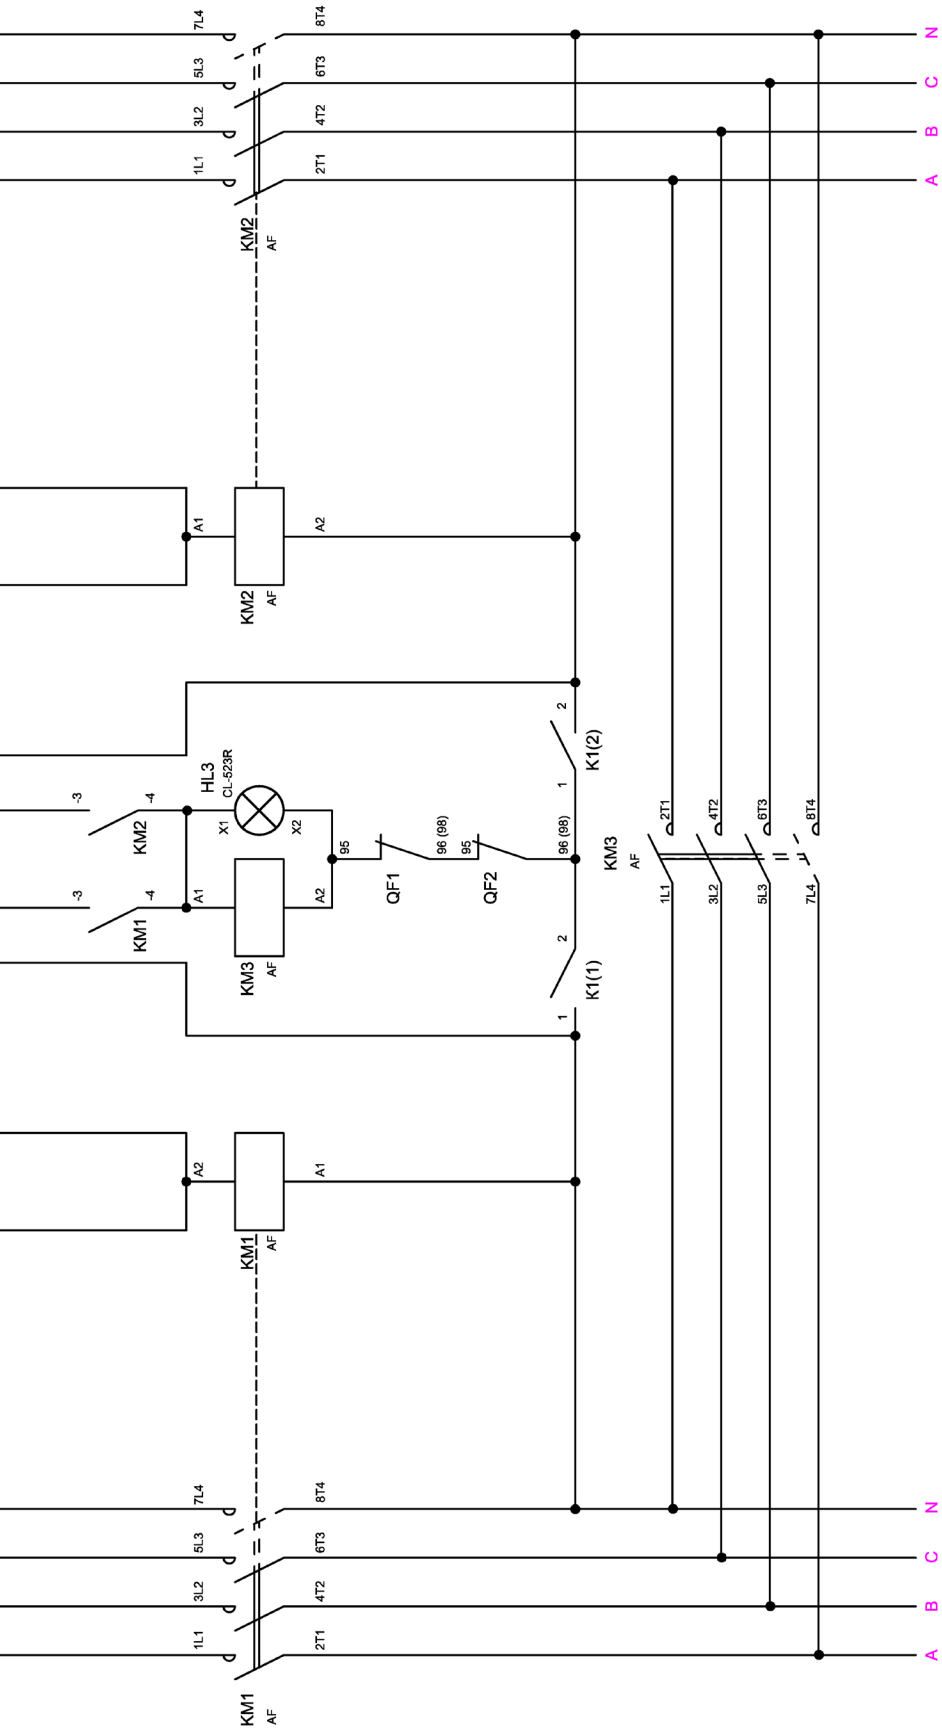 -3 -3
KM1 KM2
-4 -4
1L1 3L2 5L3 7L4 A2 A1 A1 1L1 3L2 5L3 7L4
HL3
X1 CL-523R
KM1 KM1 KM3 KM2 KM2
AF AF AF AF AF
X2
2T1 4T2 6T3 8T4 A1 A2 A2 2T1 4T2 6T3 8T4
95
QF1
96 (98)
95
QF2
1 2 96 (98) 1 2
K1(1) K1(2)
KM3
AF
1L1 2T1
3L2 4T2
5L3 6T3
7L4 8T4
A B C N A B C N